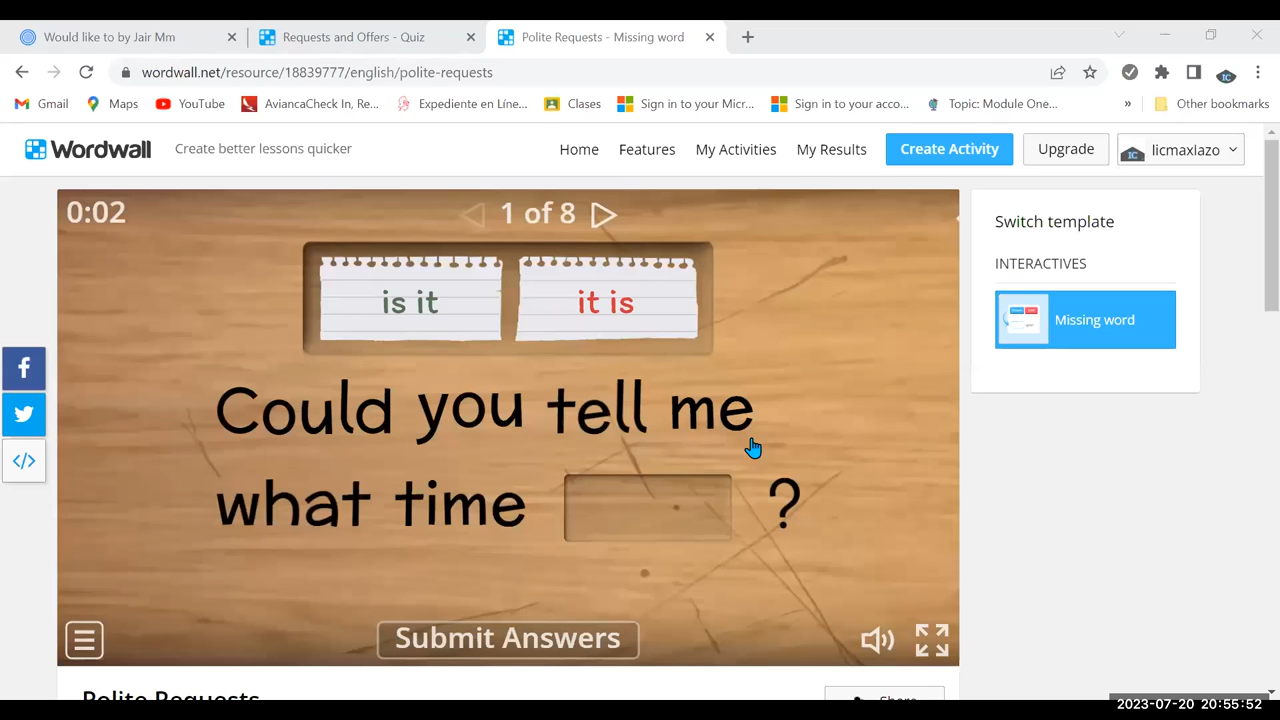 Would like to by Jair Mm
Requests and Offers - Quiz
Polite Requests - Missing word
wordwall.net/resource/18839777/english/polite-requests
Gmail
Maps
YouTube
AviancaCheck In, Re...
Expediente en Líne...
Clases
Sign in to your Micr...
Sign in to your acco...
Topic: Module One...
»
Other bookmarks
Wordwall
Create better lessons quicker
Home
Features
My Activities
My Results
Create Activity
Upgrade
IC
licmaxlazo
0:02
1 of 8
is it
it is
Could you tell me
what time ?
Submit Answers
Switch template
INTERACTIVES
Missing word
Polite Requests
Share
2023-07-20 20:55:52